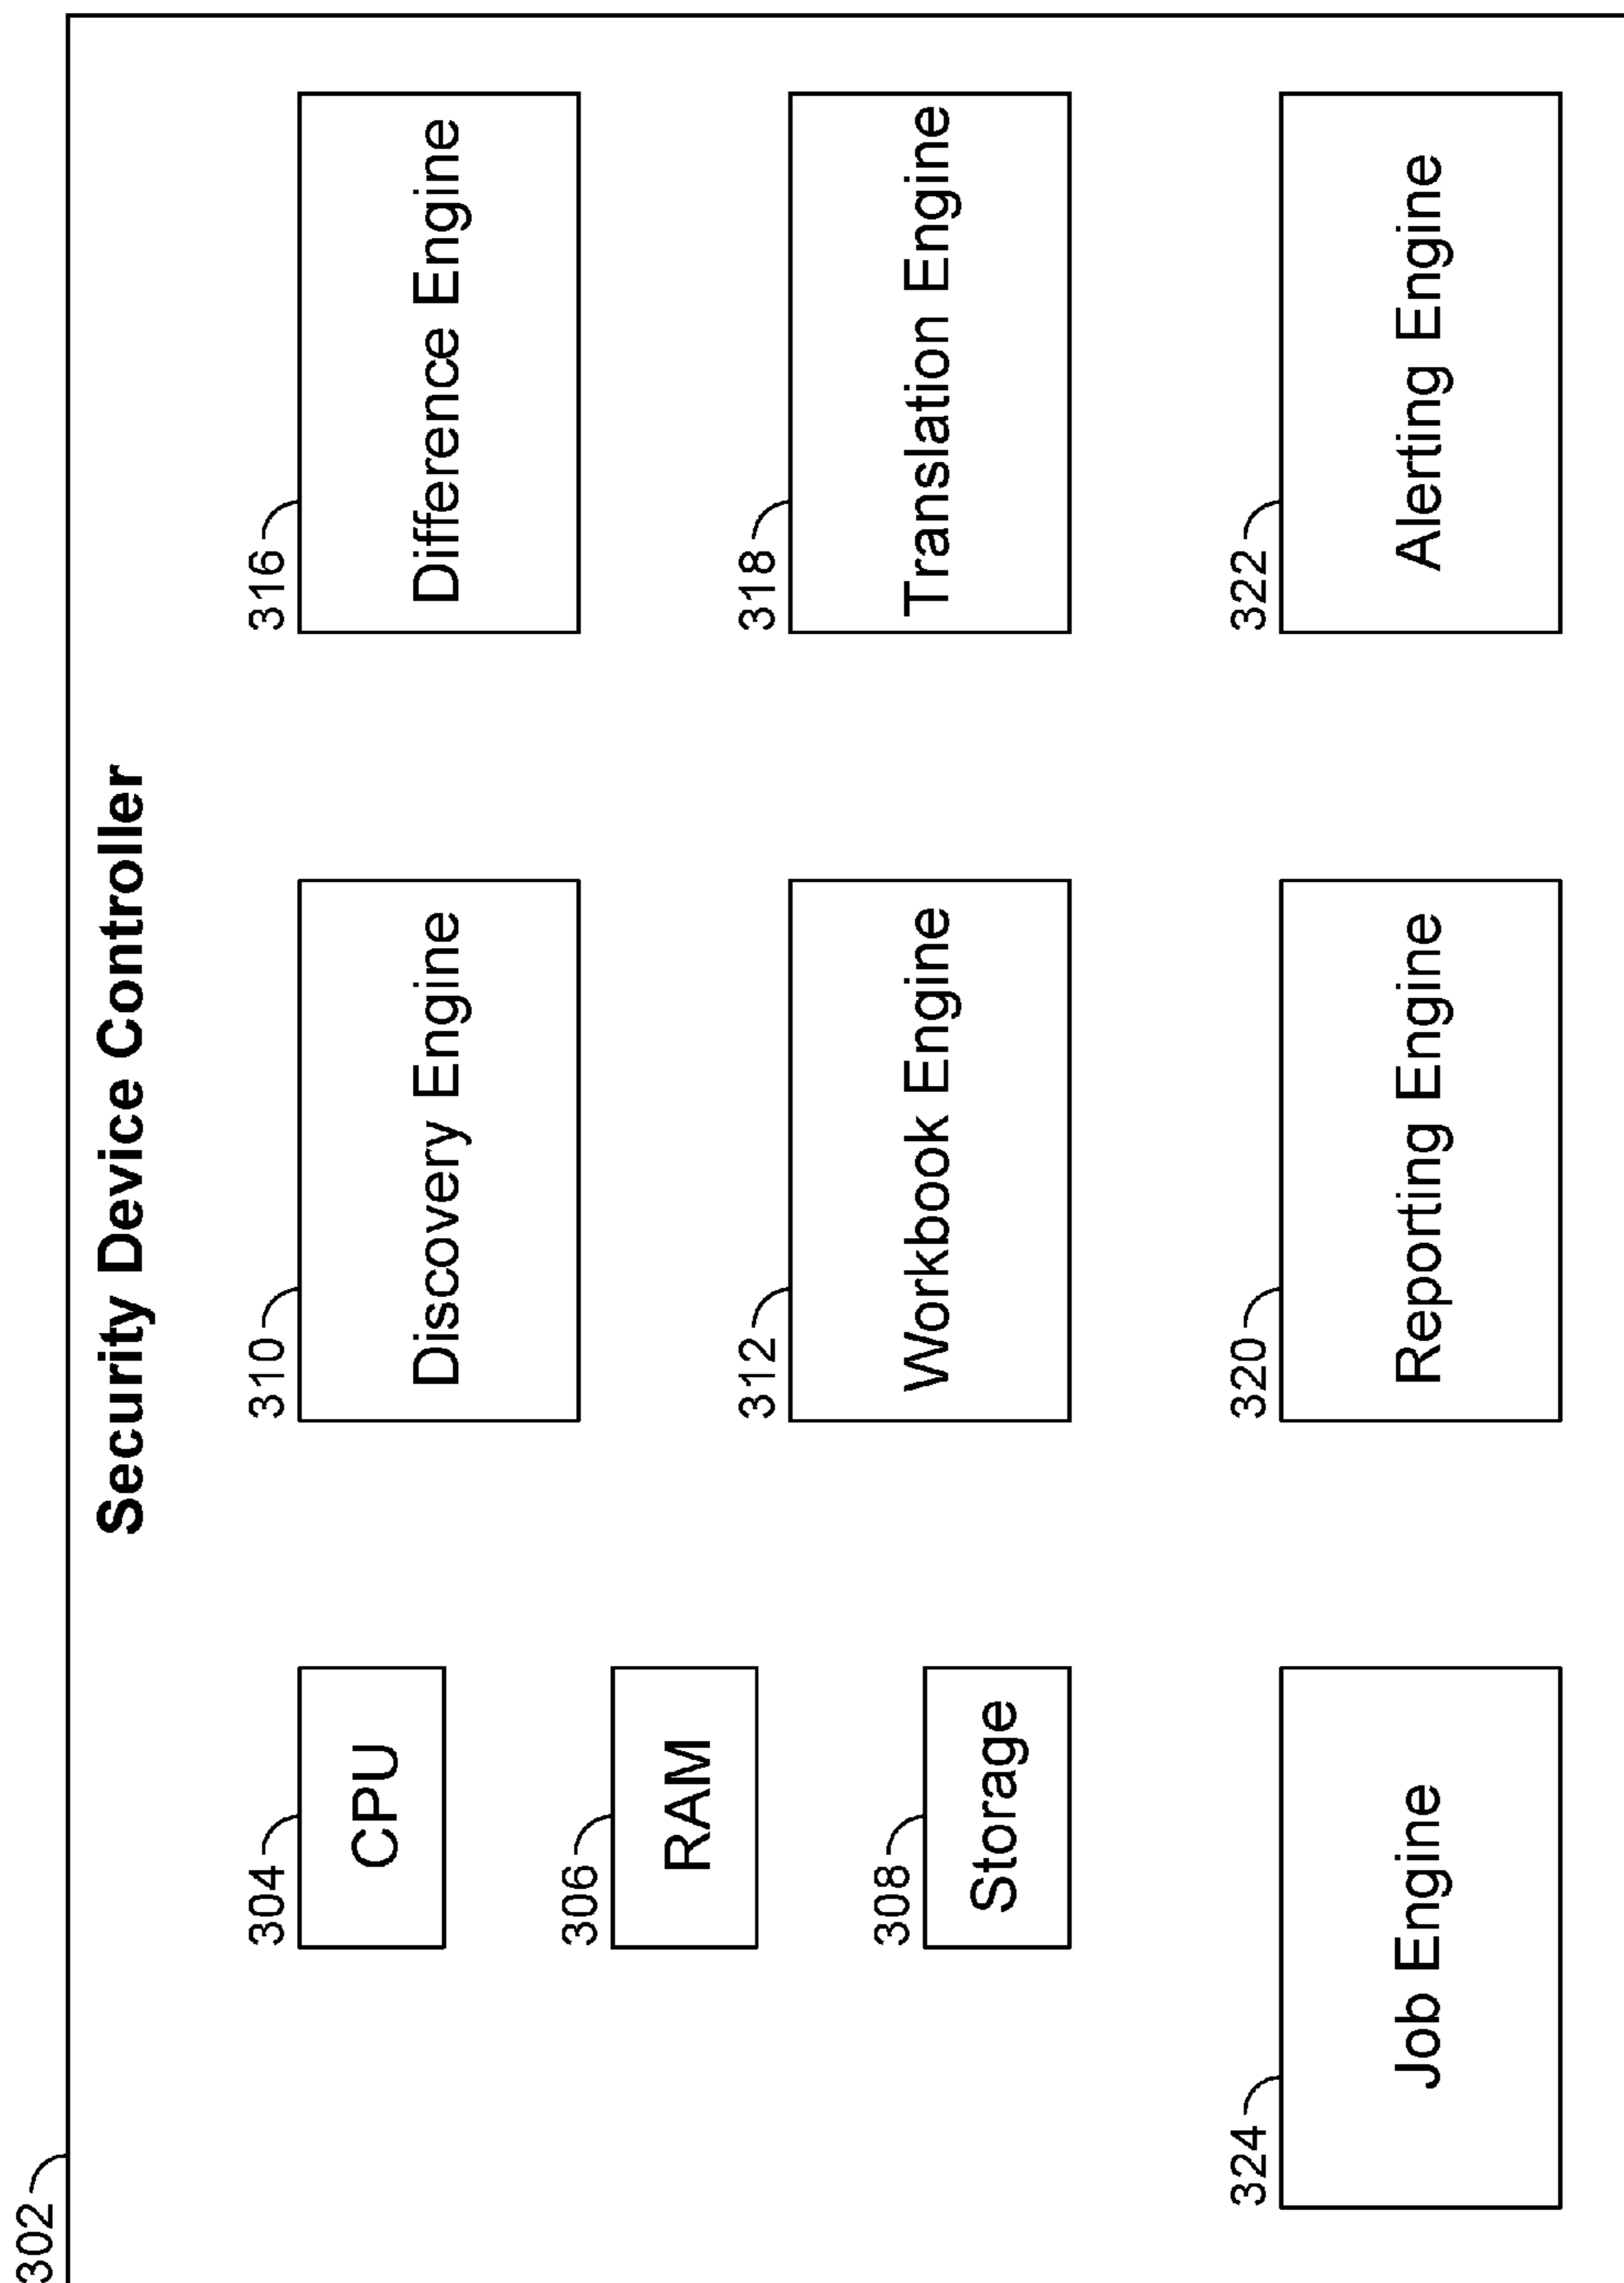 302
Security Device Controller
304
CPU
310
Discovery Engine
316
Difference Engine
306
RAM
308
Storage
312
Workbook Engine
318
Translation Engine
324
Job Engine
320
Reporting Engine
322
Alerting Engine